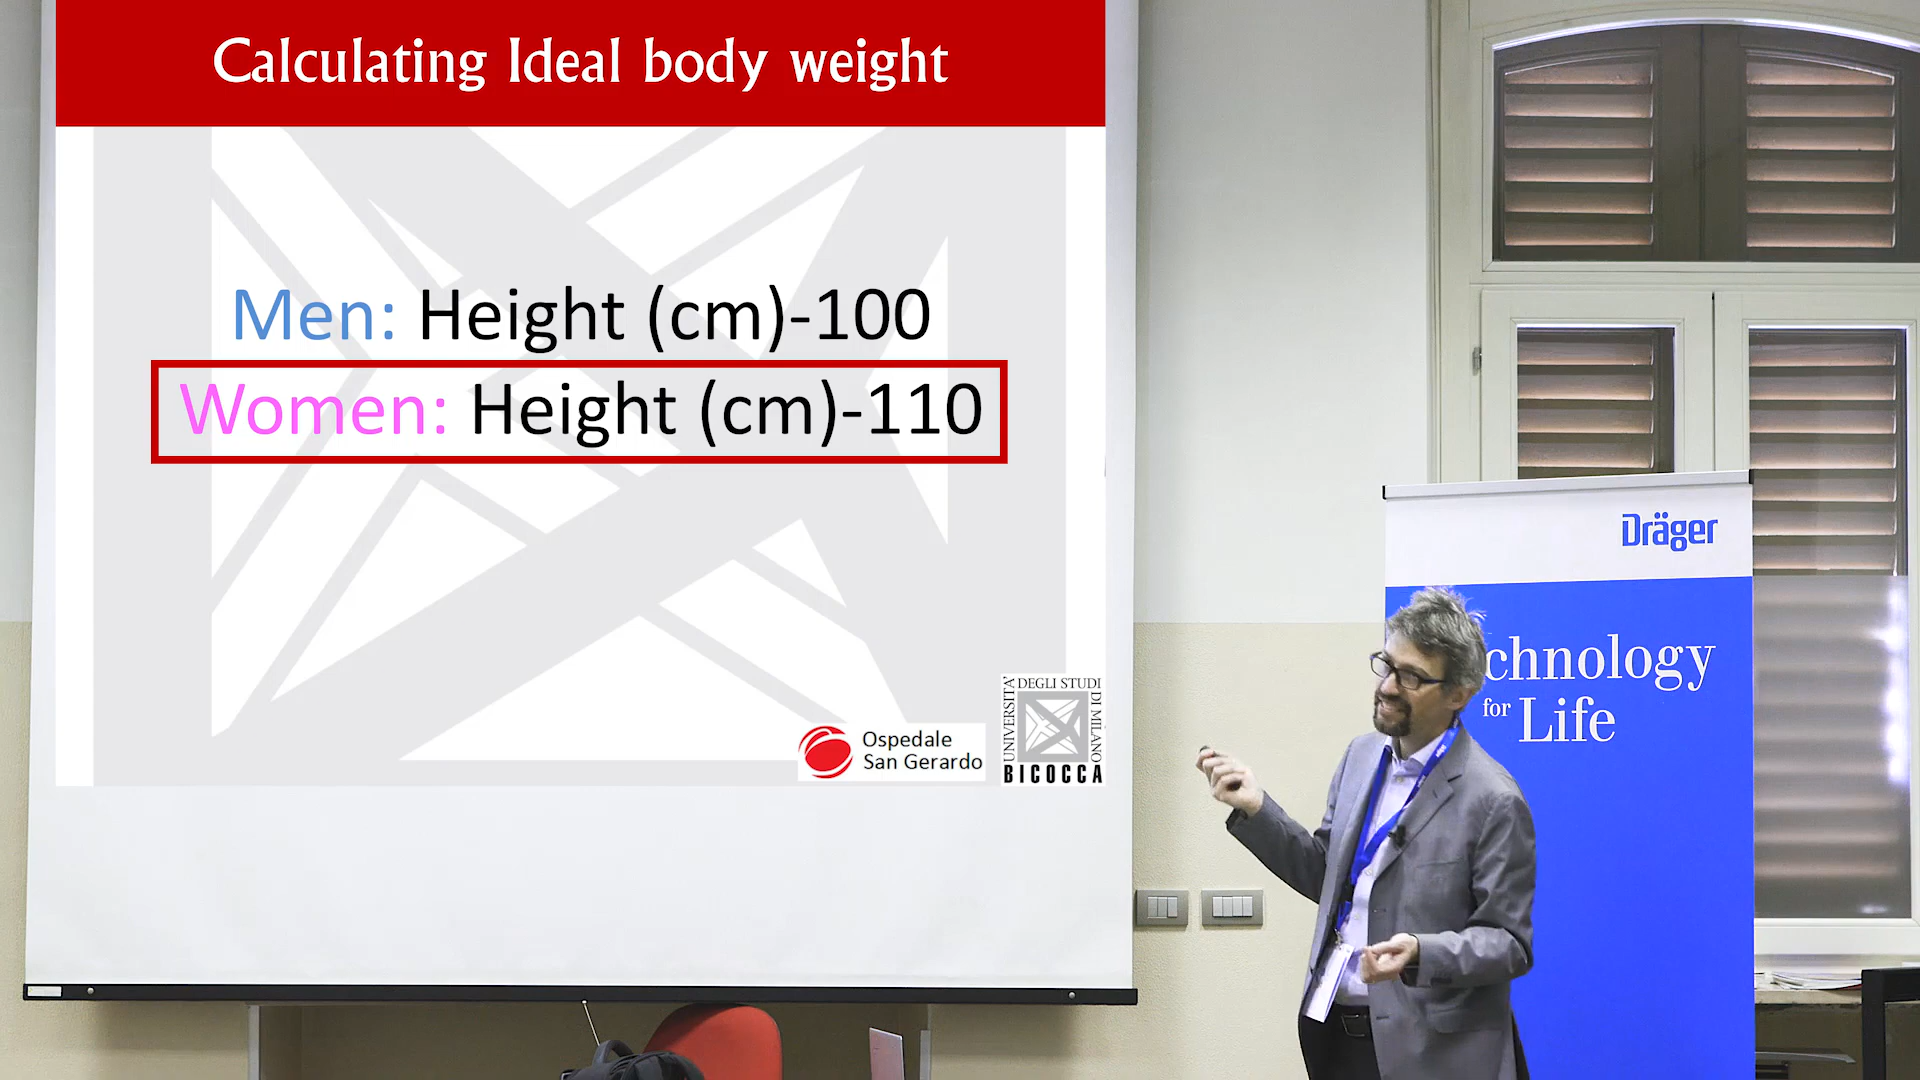 Calculating Ideal body weight
Men: Height (cm)-100
Women: Height (cm)-110
Ospedale
San Gerardo
UNIVERSITA' DEGLI STUDI DI MILANO
BICOCCA
Dräger
chnology
for Life